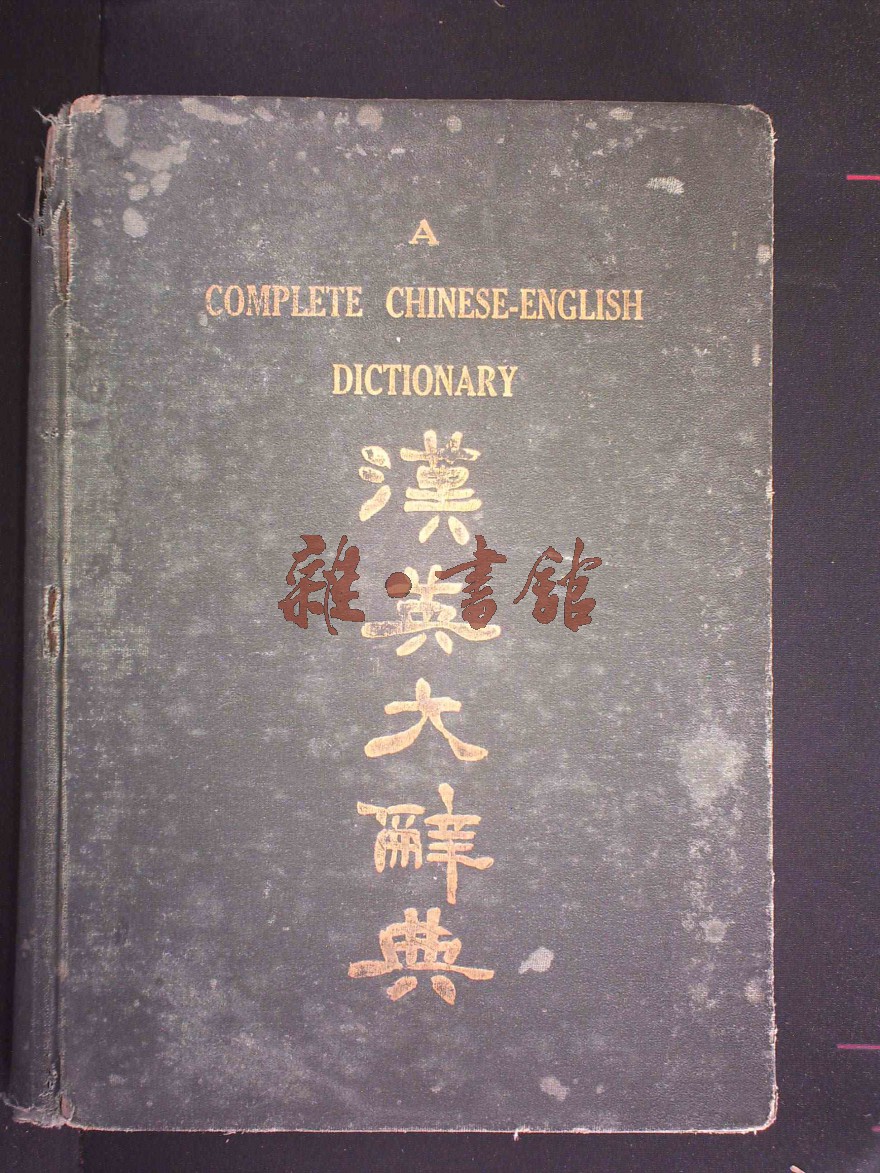 A
COMPLETE CHINESE-ENGLISH
DICTIONARY
漢英大辭典
雜·書館